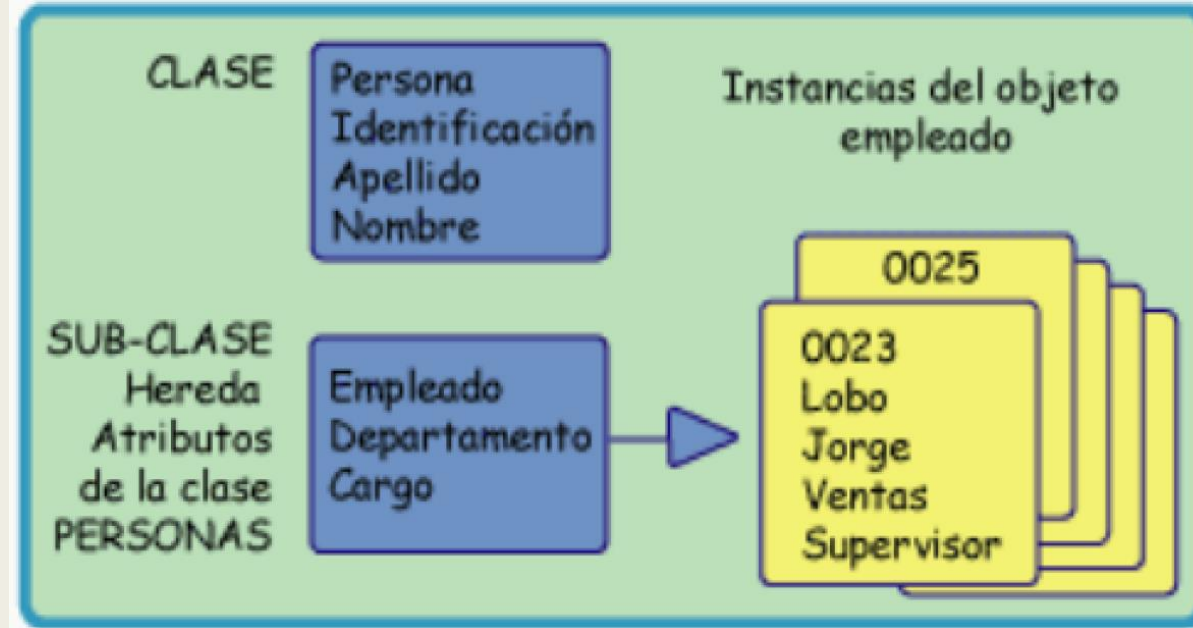 CLASE
Persona
Identificación
Apellido
Nombre
Instancias del objeto
empleado
SUB-CLASE
Hereda
Atributos
de la clase
PERSONAS
Empleado
Departamento
Cargo
0025
0023
Lobo
Jorge
Ventas
Supervisor